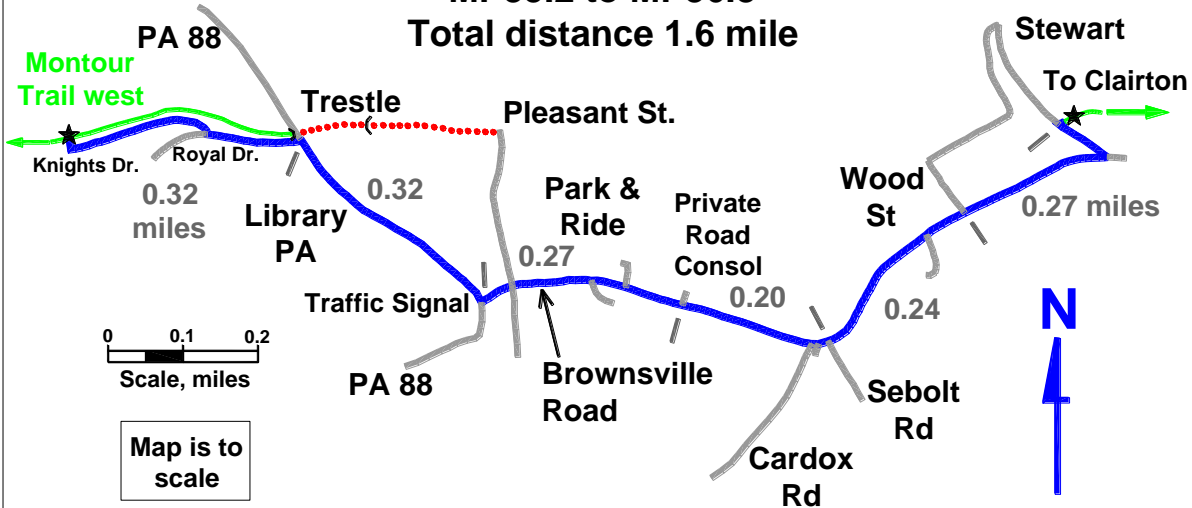 Total distance 1.6 mile
PA 88
Montour
Trail west
Trestle
Pleasant St.
Stewart
To Clairton
Knights Dr.
Royal Dr.
0.32
miles
Library
PA
0.32
Park &
Ride
Private
Road
Consol
Wood
St
0.27 miles
0.27
Traffic Signal
0.20
0.24
N
0 0.1 0.2
Scale, miles
PA 88
Brownsville
Road
Sebolt
Rd
Cardox
Rd
Map is to
scale